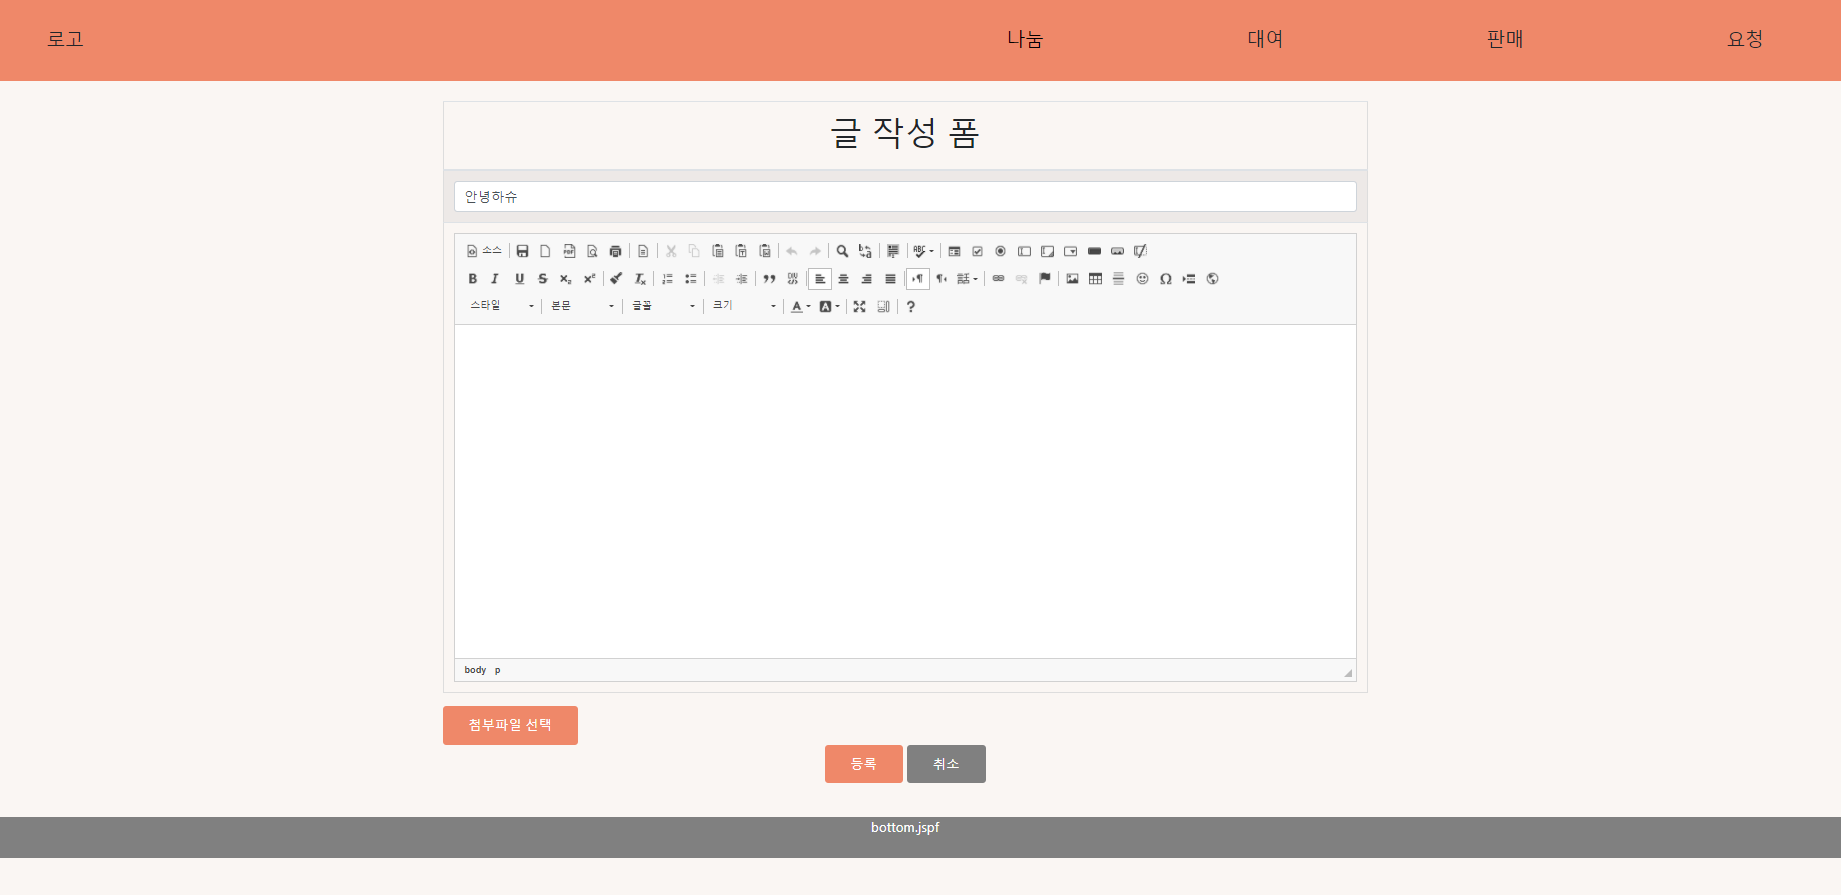 로고 나눔 대여 판매 요청
글 작성 폼
안녕하슈
소스
스타일 본문 글꼴 크기
body p
첨부파일 선택
등록 취소
bottom.jspf